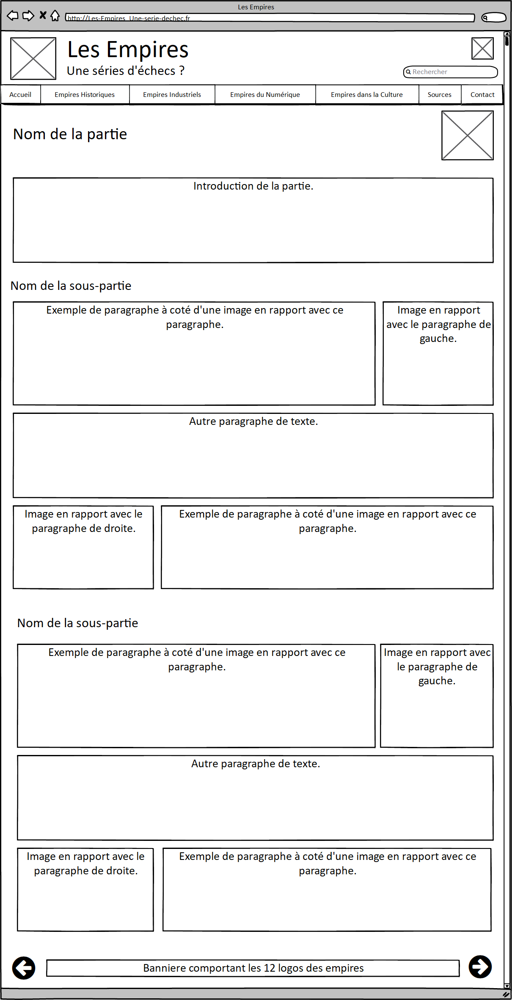 Les Empires
http://Les-Empires_Une-serie-dechec.fr
Les Empires
Une séries d'échecs ?
Rechercher
Accueil Empires Historiques Empires Industriels Empires du Numérique Empires dans la Culture Sources Contact
Nom de la partie
Introduction de la partie.
Nom de la sous-partie
Exemple de paragraphe à coté d'une image en rapport avec ce
paragraphe.
Image en rapport
avec le paragraphe de
gauche.
Autre paragraphe de texte.
Image en rapport avec le
paragraphe de droite.
Exemple de paragraphe à coté d'une image en rapport avec ce
paragraphe.
Nom de la sous-partie
Exemple de paragraphe à coté d'une image en rapport avec ce
paragraphe.
Image en rapport avec
le paragraphe de
gauche.
Autre paragraphe de texte.
Image en rapport avec le
paragraphe de droite.
Exemple de paragraphe à coté d'une image en rapport avec ce
paragraphe.
Banniere comportant les 12 logos des empires